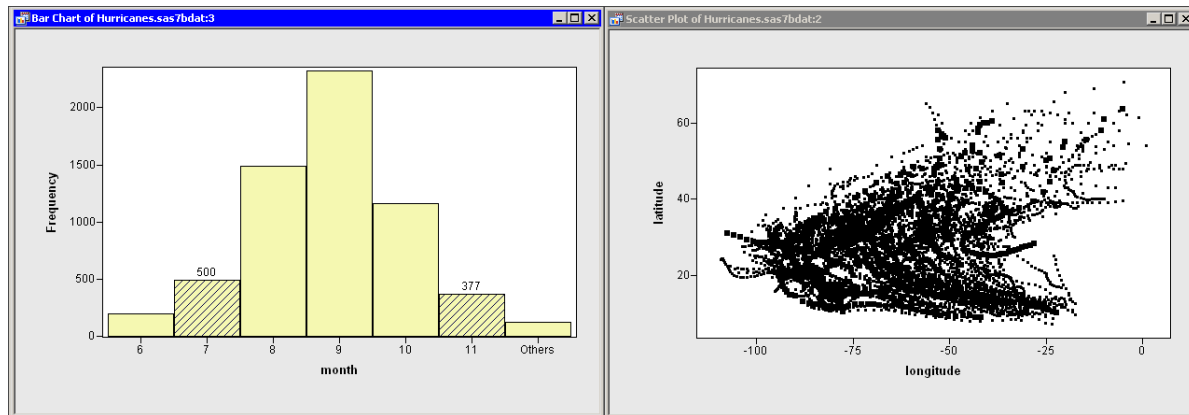 Bar Chart of Hurricanes.sas7bdat:3
2000
1500
1000
500
0
Frequency
500
377
6 7 8 9 10 11 Others
month
Scatter Plot of Hurricanes.sas7bdat:2
60
40
20
latitude
-100 -75 -50 -25 0
longitude